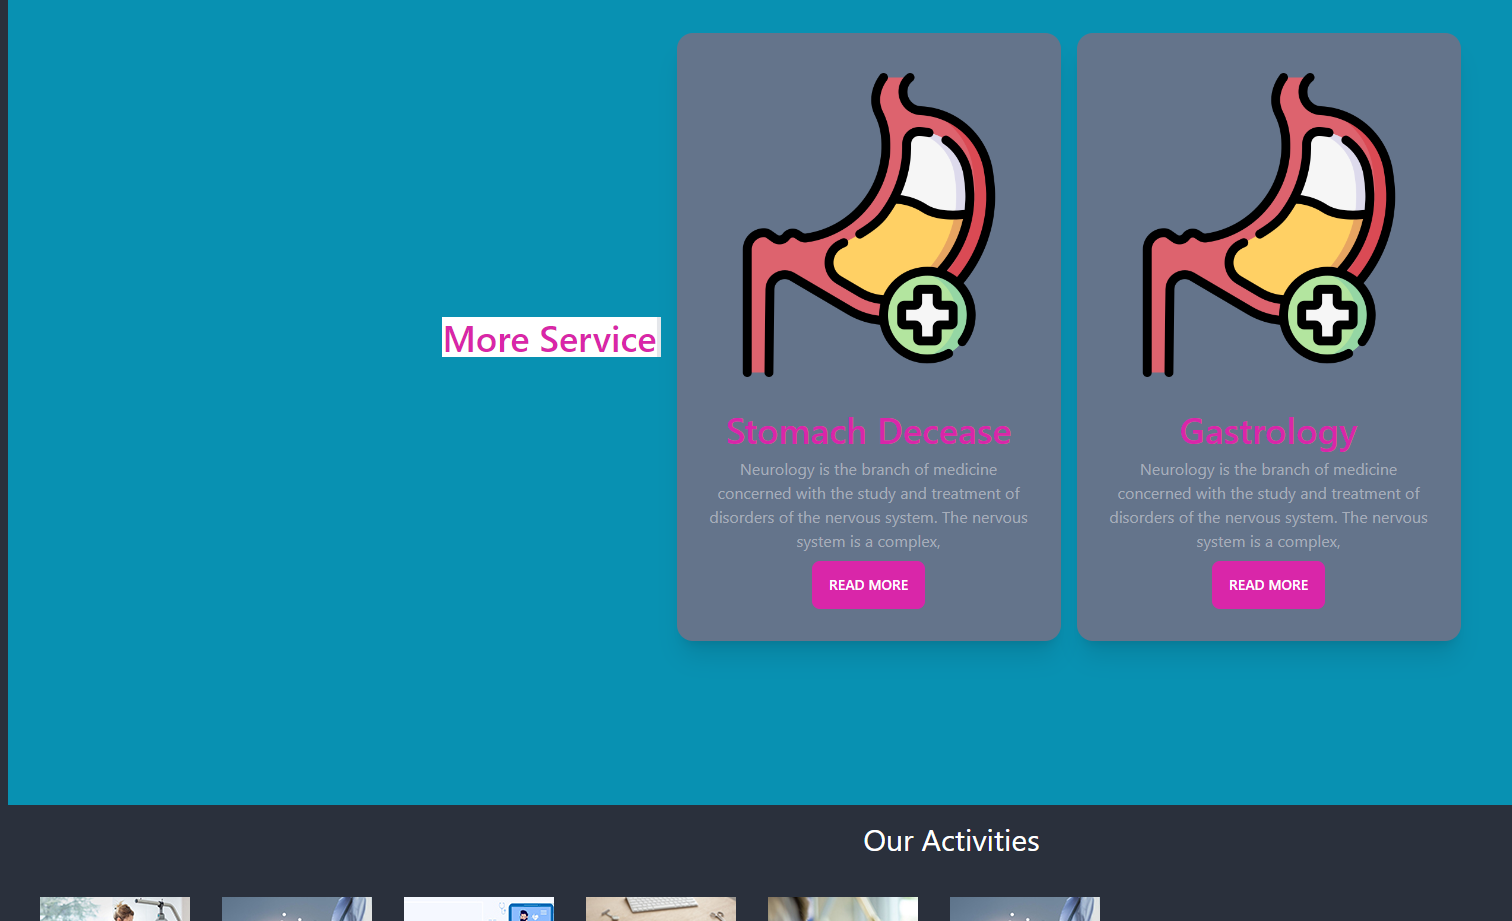 More Service
Stomach Decease
Neurology is the branch of medicine
concerned with the study and treatment of
disorders of the nervous system. The nervous
system is a complex,
READ MORE
Gastrology
Neurology is the branch of medicine
concerned with the study and treatment of
disorders of the nervous system. The nervous
system is a complex,
READ MORE
Our Activities